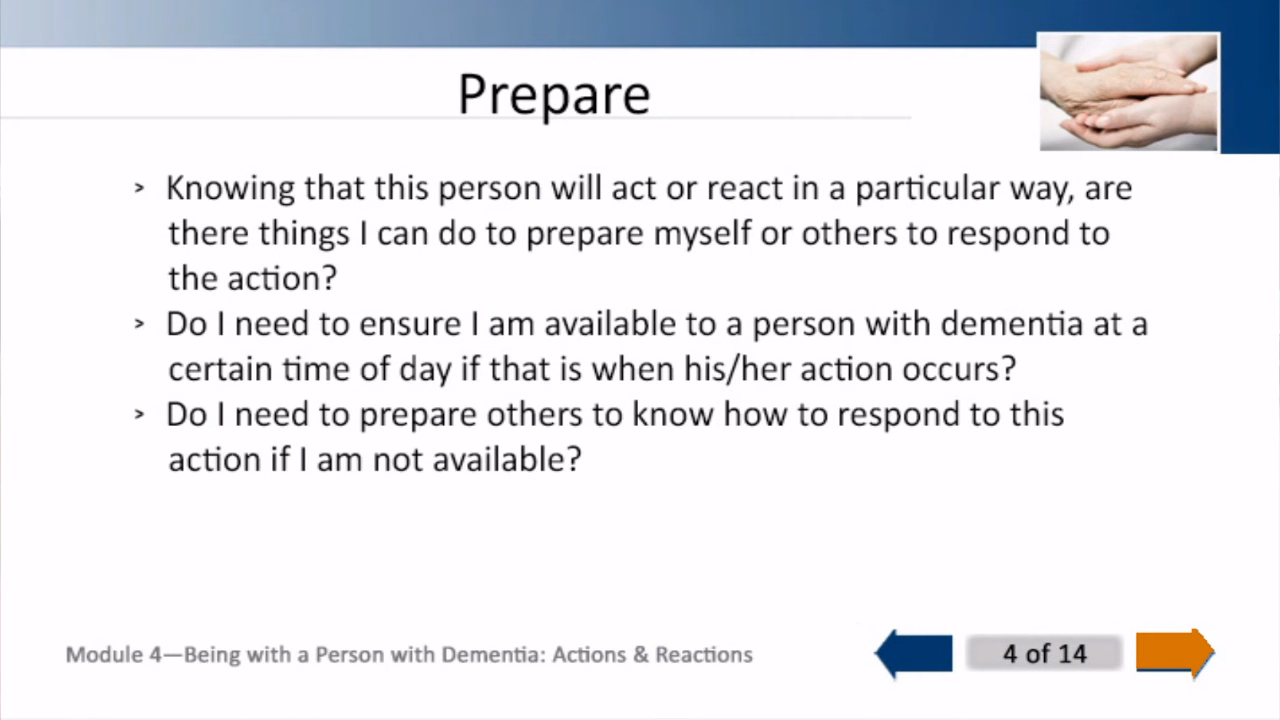 Prepare
> Knowing that this person will act or react in a particular way, are
there things I can do to prepare myself or others to respond to
the action?
> Do I need to ensure I am available to a person with dementia at a
certain time of day if that is when his/her action occurs?
> Do I need to prepare others to know how to respond to this
action if I am not available?
Module 4—Being with a Person with Dementia: Actions & Reactions
4 of 14